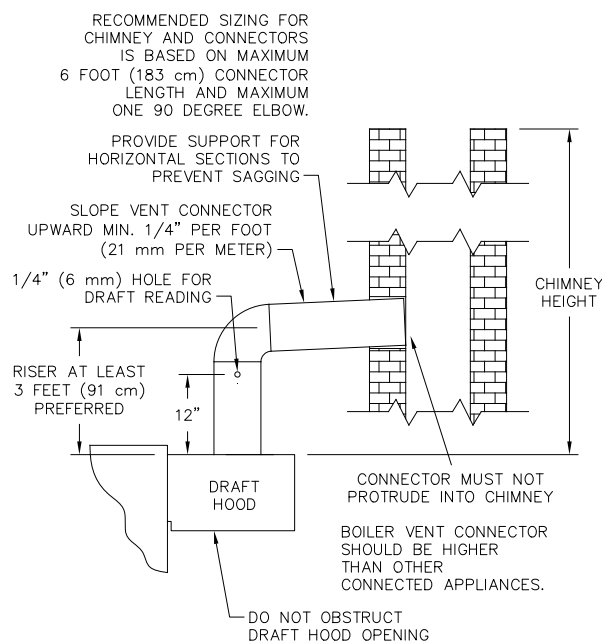 RECOMMENDED SIZING FOR
CHIMNEY AND CONNECTORS
IS BASED ON MAXIMUM
6 FOOT (183 cm) CONNECTOR
LENGTH AND MAXIMUM
ONE 90 DEGREE ELBOW.
PROVIDE SUPPORT FOR
HORIZONTAL SECTIONS TO
PREVENT SAGGING
SLOPE VENT CONNECTOR
UPWARD MIN. 1/4” PER FOOT
(21 mm PER METER)
1/4” (6 mm) HOLE FOR
DRAFT READING
CHIMNEY
HEIGHT
RISER AT LEAST
3 FEET (91 cm)
PREFERRED
12”
DRAFT
HOOD
CONNECTOR MUST NOT
PROTRUDE INTO CHIMNEY
BOILER VENT CONNECTOR
SHOULD BE HIGHER
THAN OTHER
CONNECTED APPLIANCES.
DO NOT OBSTRUCT
DRAFT HOOD OPENING